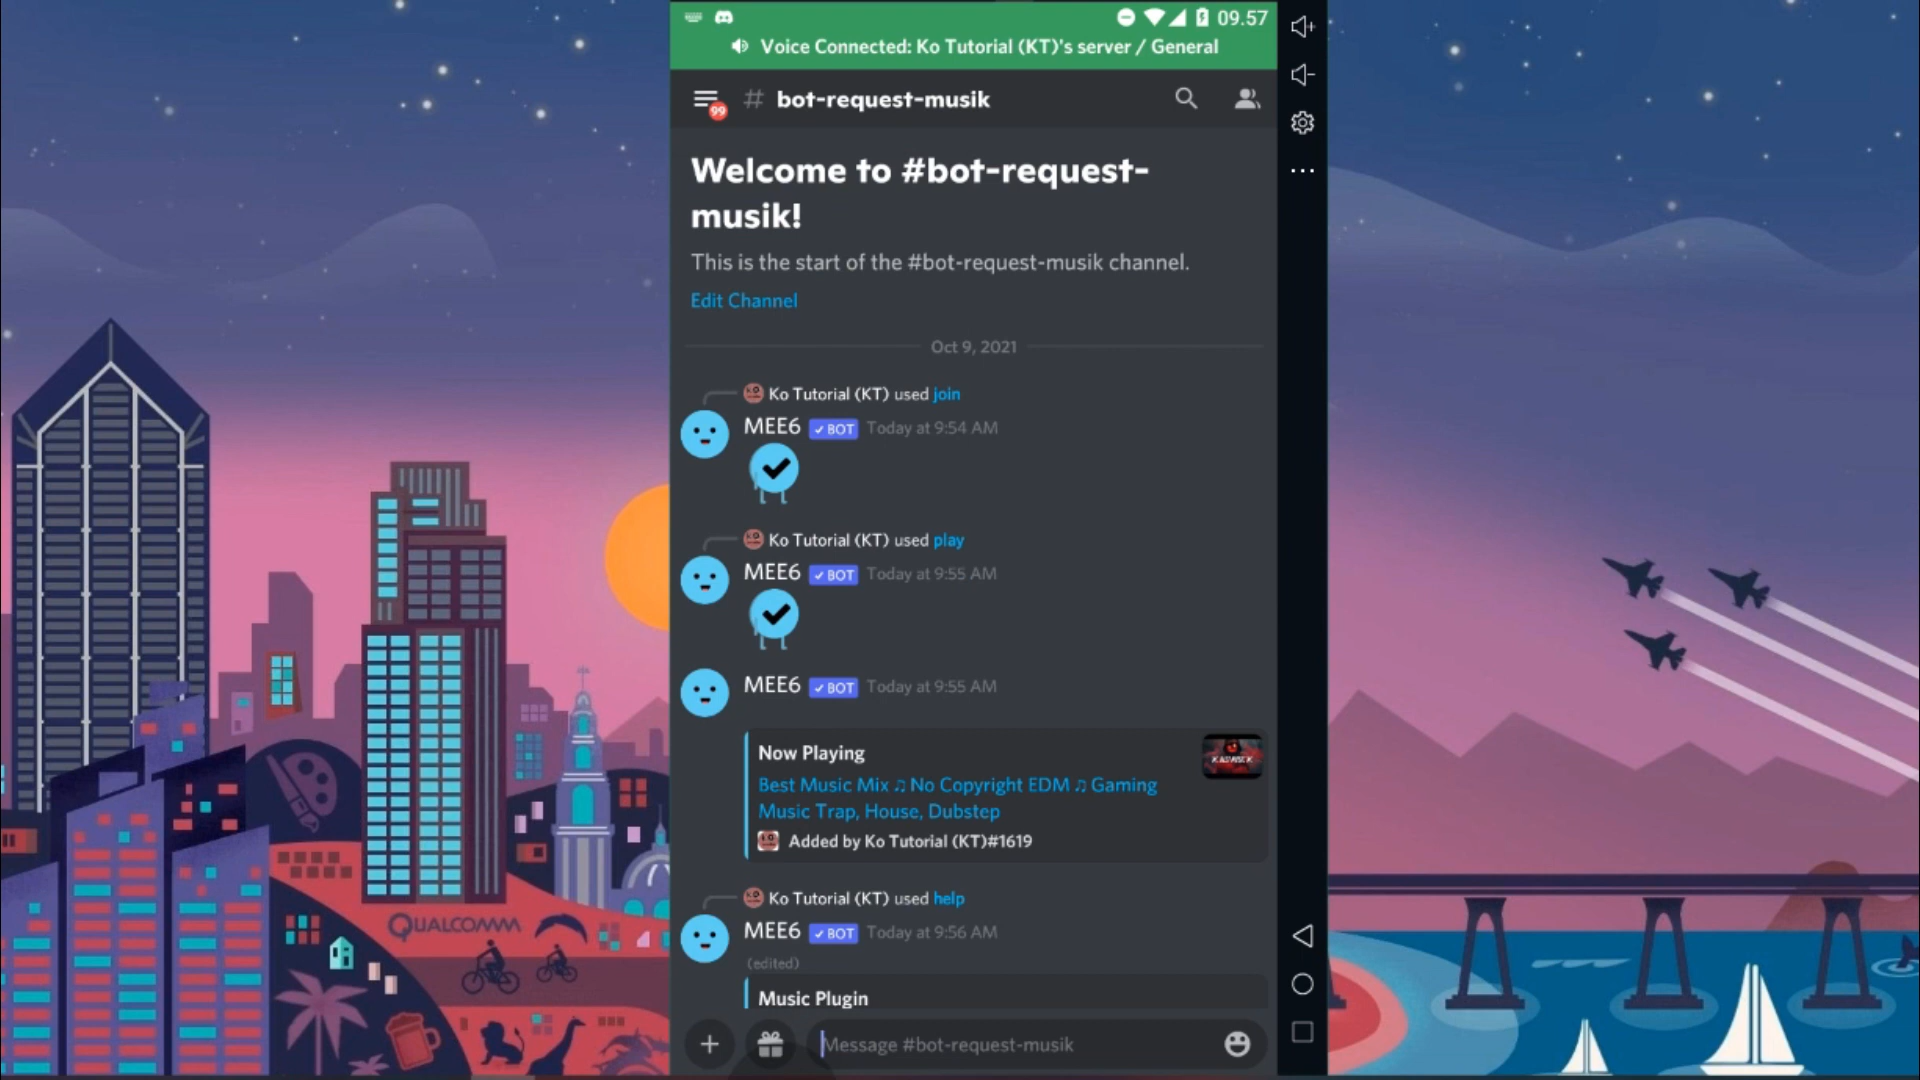 09.57
Voice Connected: Ko Tutorial (KT)'s server / General
99
# bot-request-musik
Welcome to #bot-request-
musik!
This is the start of the #bot-request-musik channel.
Edit Channel
Oct 9, 2021
Ko Tutorial (KT) used join
MEE6 ✓ BOT Today at 9:54 AM
Ko Tutorial (KT) used play
MEE6 ✓ BOT Today at 9:55 AM
MEE6 ✓ BOT Today at 9:55 AM
Now Playing
Best Music Mix ♫ No Copyright EDM ♫ Gaming
Music Trap, House, Dubstep
Added by Ko Tutorial (KT)#1619
Ko Tutorial (KT) used help
MEE6 ✓ BOT Today at 9:56 AM
(edited)
Music Plugin
Message #bot-request-musik
QUALCOMM